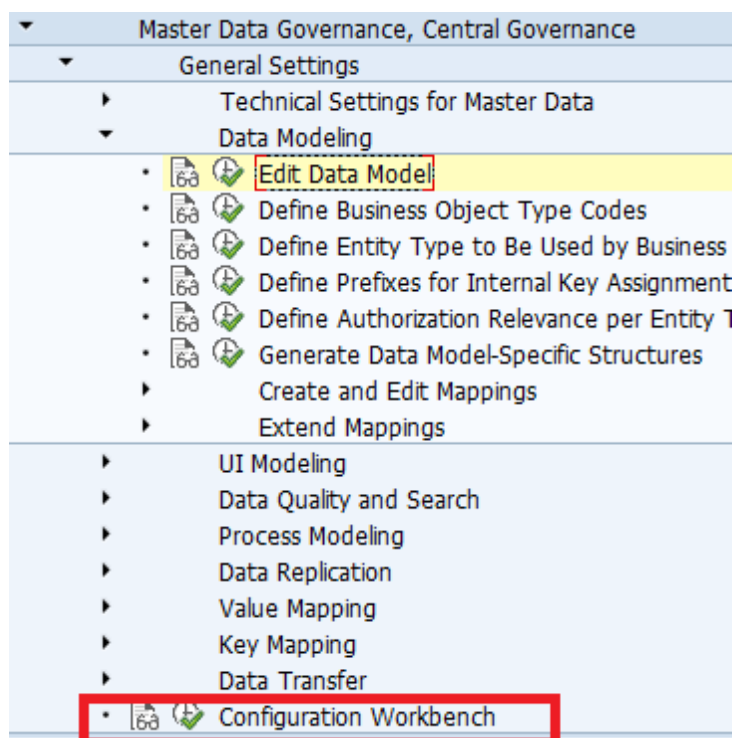 Master Data Governance, Central Governance
General Settings
Technical Settings for Master Data
Data Modeling
Edit Data Model
Define Business Object Type Codes
Define Entity Type to Be Used by Business
Define Prefixes for Internal Key Assignment
Define Authorization Relevance per Entity T
Generate Data Model-Specific Structures
Create and Edit Mappings
Extend Mappings
UI Modeling
Data Quality and Search
Process Modeling
Data Replication
Value Mapping
Key Mapping
Data Transfer
Configuration Workbench